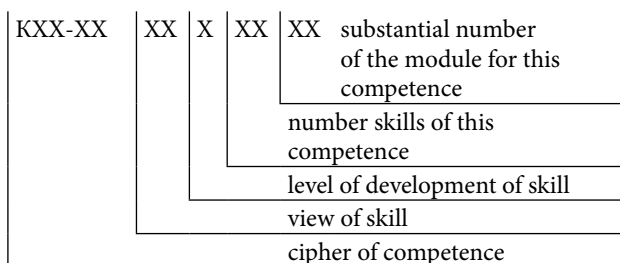 KXX-XX XX X XX XX substantial number
of the module for this
competence
number skills of this
competence
level of development of skill
view of skill
cipher of competence